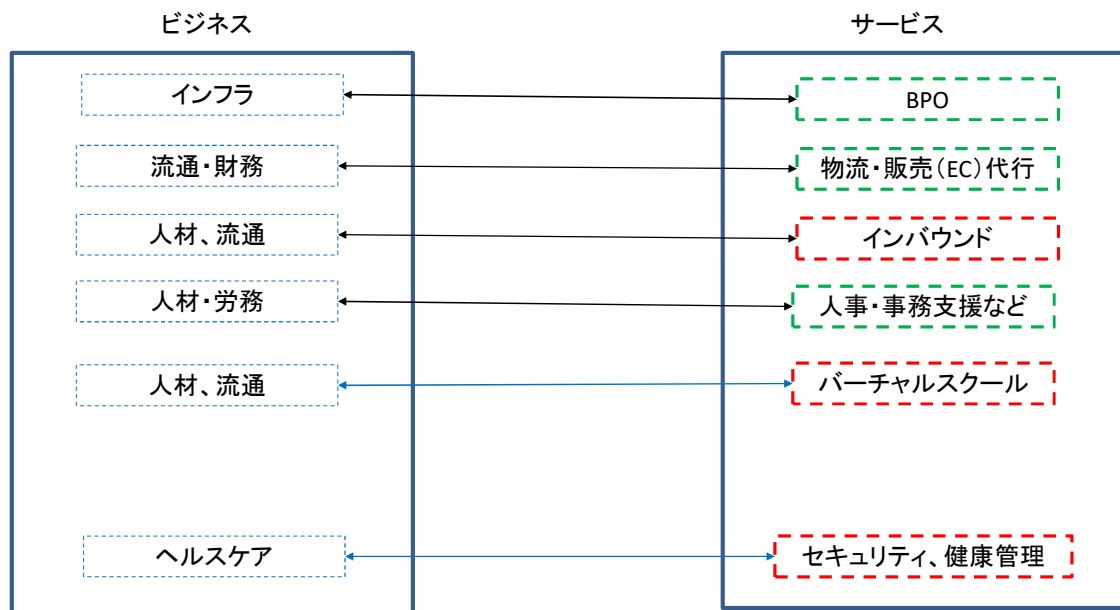 ビジネス
サービス
インフラ
BPO
流通・財務
物流・販売（EC）代行
人材、流通
インバウンド
人材・労務
人事・事務支援など
人材、流通
バーチャルスクール
ヘルスケア
セキュリティ、健康管理